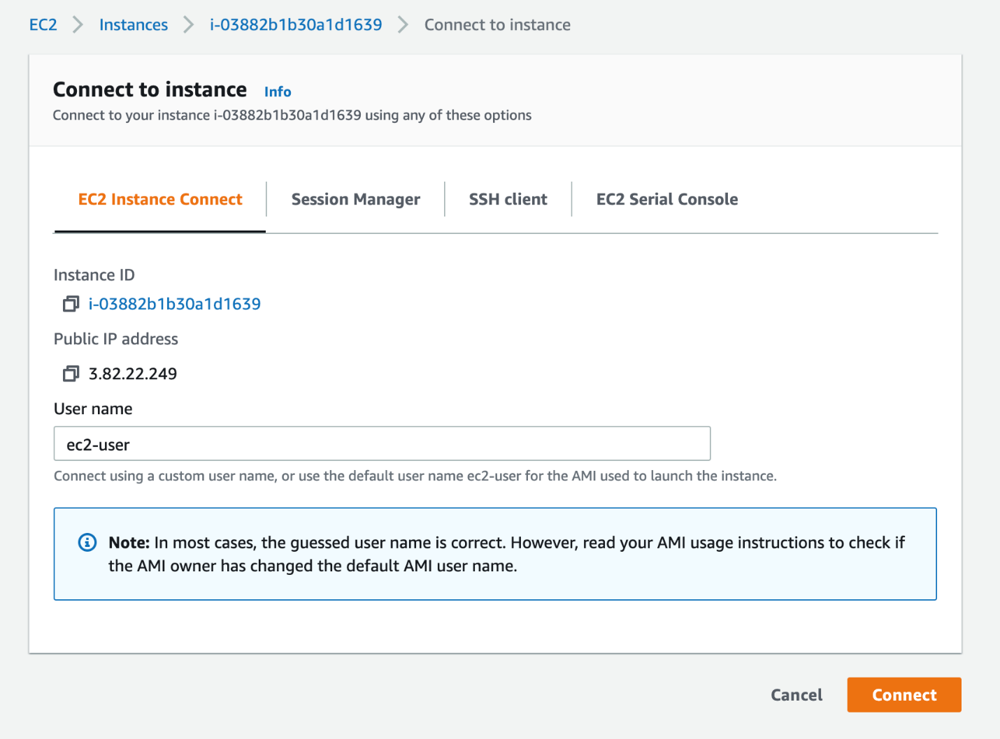 EC2 Instances i-03882b1b30a1d1639 Connect to instance
Connect to instance Info
Connect to your instance i-03882b1b30a1d1639 using any of these options
EC2 Instance Connect Session Manager SSH client EC2 Serial Console
Instance ID
i-03882b1b30a1d1639
Public IP address
3.82.22.249
User name
ec2-user
Connect using a custom user name, or use the default user name ec2-user for the AMI used to launch the instance.
Note: In most cases, the guessed user name is correct. However, read your AMI usage instructions to check if
the AMI owner has changed the default AMI user name.
Cancel Connect